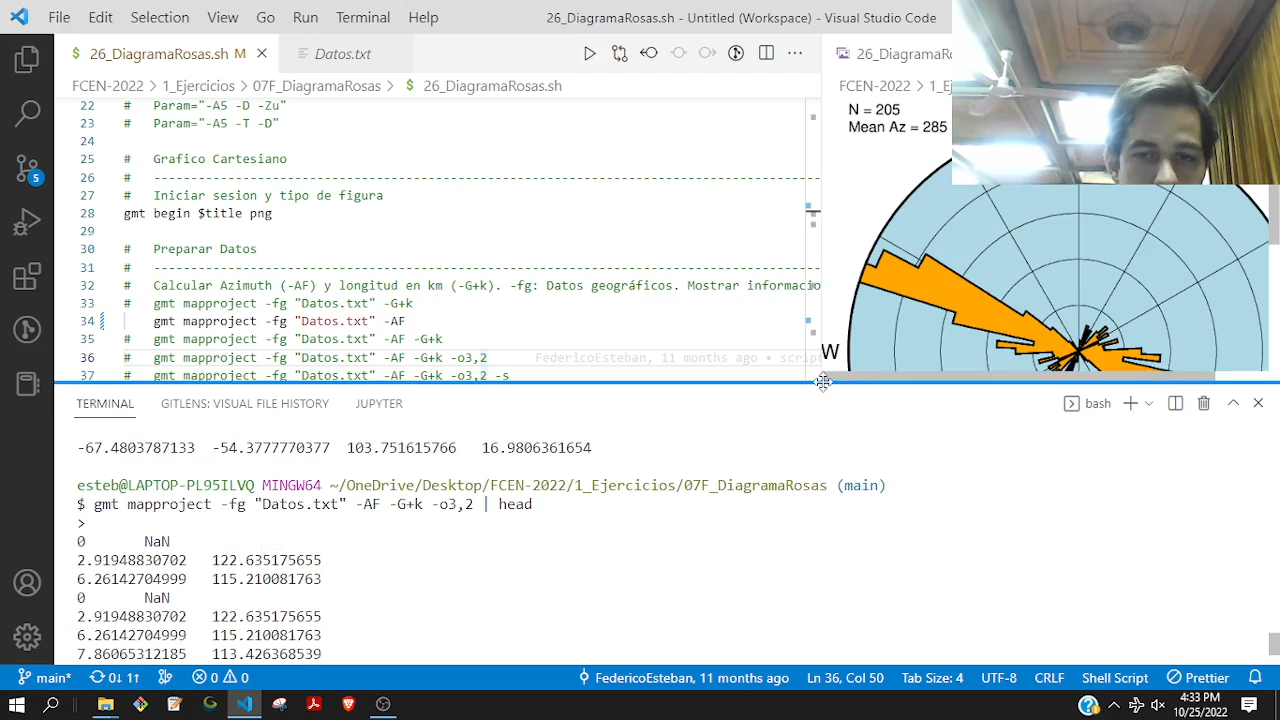 File Edit Selection View Go Run Terminal Help 26_DiagramaRosas.sh - Untitled (Workspace) - Visual Studio Code
$ 26_DiagramaRosas.sh M Datos.txt
26_DiagramaRosas
FCEN-2022 > 1_Ejercicios > 07F_DiagramaRosas > $ 26_DiagramaRosas.sh
FCEN-2022 > 1_Ej
22 # Param="-A5 -D -Zu"
23 # Param="-A5 -T -D"
24
25 # Grafico Cartesiano
26 # -----------------------------------------------------------------------------------------
27 # Iniciar sesion y tipo de figura
28 gmt begin $title png
29
30 # Preparar Datos
31 # -----------------------------------------------------------------------------------------
32 # Calcular Azimuth (-AF) y longitud en km (-G+k). -fg: Datos geográficos. Mostrar informacio
33 # gmt mapproject -fg "Datos.txt" -G+k
34 gmt mapproject -fg "Datos.txt" -AF
35 # gmt mapproject -fg "Datos.txt" -AF -G+k
36 # gmt mapproject -fg "Datos.txt" -AF -G+k -o3,2 FedericoEsteban, 11 months ago • script
37 # gmt mapproject -fg "Datos.txt" -AF -G+k -o3,2 -s
N = 205
Mean Az = 285
W
TERMINAL GITLENS: VISUAL FILE HISTORY JUPYTER bash
-67.4803787133 -54.3777770377 103.751615766 16.9806361654
esteb@LAPTOP-PL95ILVQ MINGW64 ~/OneDrive/Desktop/FCEN-2022/1_Ejercicios/07F_DiagramaRosas (main)
$ gmt mapproject -fg "Datos.txt" -AF -G+k -o3,2 | head
>
0 NaN
2.91948830702 122.635175655
6.26142704999 115.210081763
0 NaN
2.91948830702 122.635175655
6.26142704999 115.210081763
7.86065312185 113.426368539
main* 0↓ 1↑ 0 0 FedericoEsteban, 11 months ago Ln 36, Col 50 Tab Size: 4 UTF-8 CRLF Shell Script Prettier
5
4:33 PM
10/25/2022